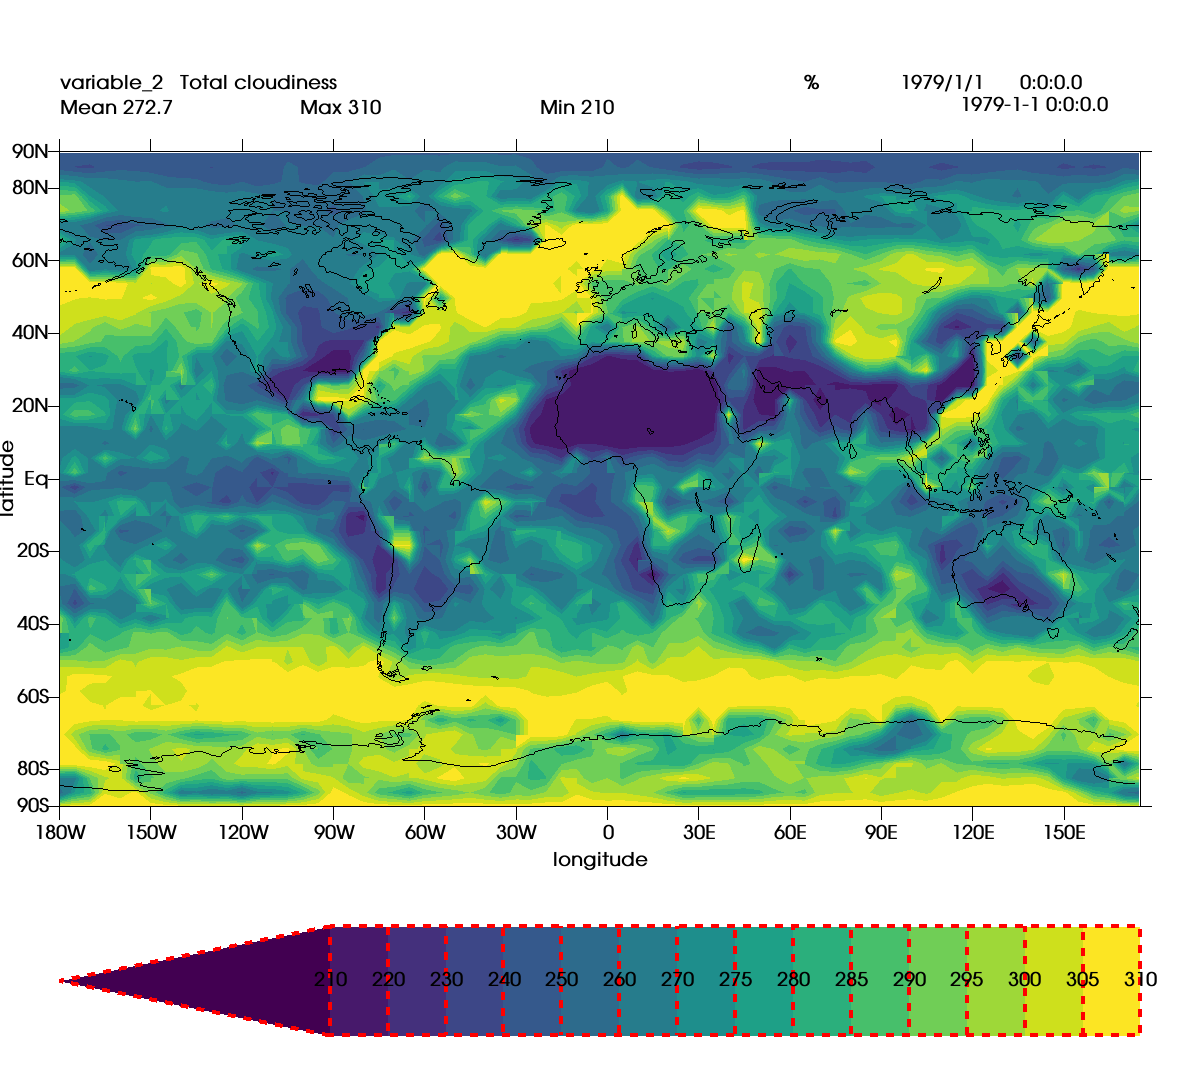 variable_2 Total cloudiness % 1979/1/1 0:0:0.0
Mean 272.7 Max 310 Min 210 1979-1-1 0:0:0.0
90N
80N
60N
40N
20N
Eq
20S
40S
60S
80S
90S
latitude
180W 150W 120W 90W 60W 30W 0 30E 60E 90E 120E 150E
longitude
210 220 230 240 250 260 270 275 280 285 290 295 300 305 310